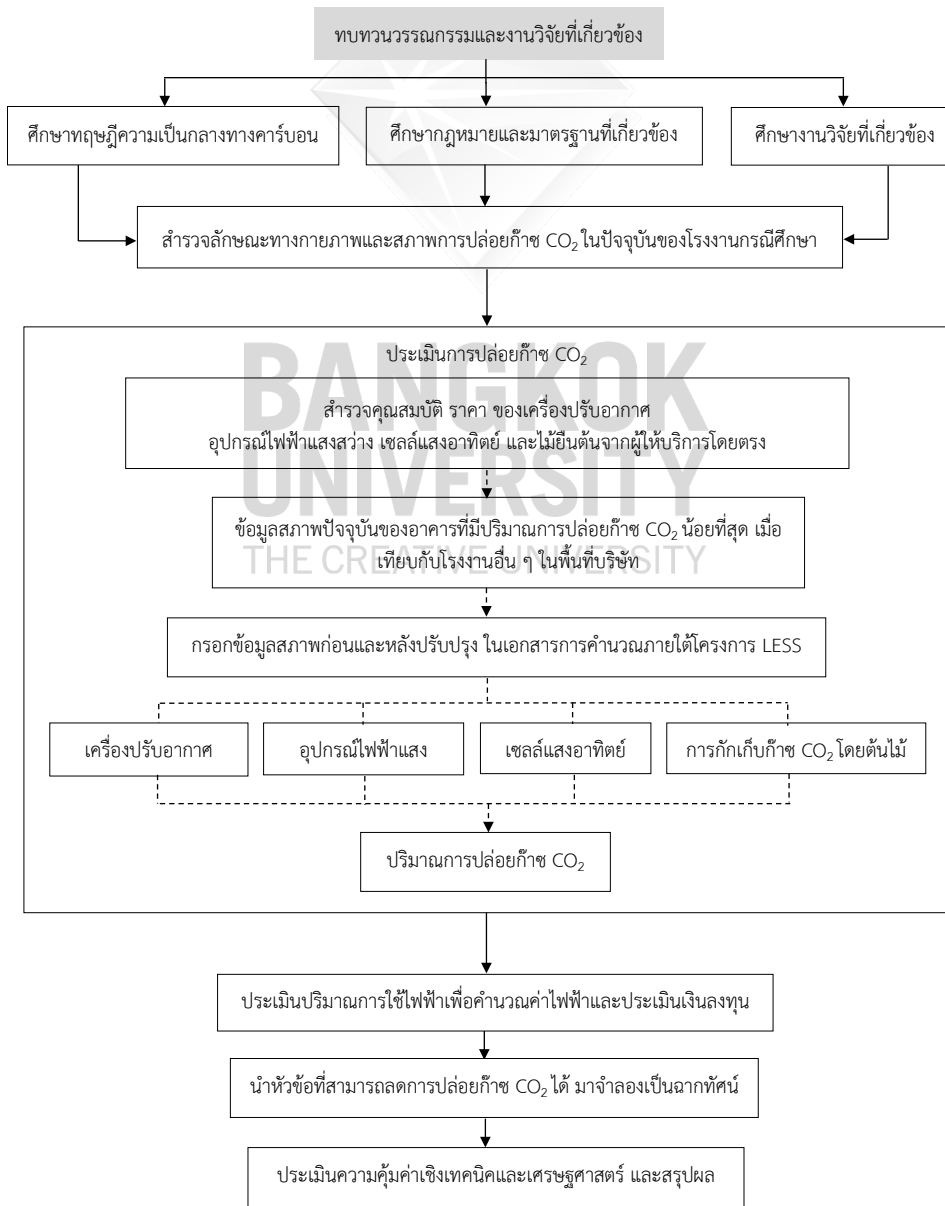 ทบทวนวรรณกรรมและงานวิจัยที่เกี่ยวข้อง
ศึกษาทฤษฎีความเป็นกลางทางคาร์บอน
ศึกษากฎหมายและมาตรฐานที่เกี่ยวข้อง
ศึกษางานวิจัยที่เกี่ยวข้อง
สำรวจลักษณะทางกายภาพและสภาพการปล่อยก๊าซ CO₂ ในปัจจุบันของโรงงานกรณีศึกษา
ประเมินการปล่อยก๊าซ CO₂
BANGKOK
UNIVERSITY
THE CREATIVE UNIVERSITY
สำรวจคุณสมบัติ ราคา ของเครื่องปรับอากาศ
อุปกรณ์ไฟฟ้าแสงสว่าง เซลล์แสงอาทิตย์ และไม้ยืนต้นจากผู้ให้บริการโดยตรง
ข้อมูลสภาพปัจจุบันของอาคารที่มีปริมาณการปล่อยก๊าซ CO₂ น้อยที่สุด เมื่อ
เทียบกับโรงงานอื่น ๆ ในพื้นที่บริษัท
กรอกข้อมูลสภาพก่อนและหลังปรับปรุง ในเอกสารการคำนวณภายใต้โครงการ LESS
เครื่องปรับอากาศ
อุปกรณ์ไฟฟ้าแสง
เซลล์แสงอาทิตย์
การกักเก็บก๊าซ CO₂ โดยต้นไม้
ปริมาณการปล่อยก๊าซ CO₂
ประเมินปริมาณการใช้ไฟฟ้าเพื่อคำนวณค่าไฟฟ้าและประเมินเงินลงทุน
นำหัวข้อที่สามารถลดการปล่อยก๊าซ CO₂ ได้ มาจำลองเป็นฉากทัศน์
ประเมินความคุ้มค่าเชิงเทคนิคและเศรษฐศาสตร์ และสรุปผล